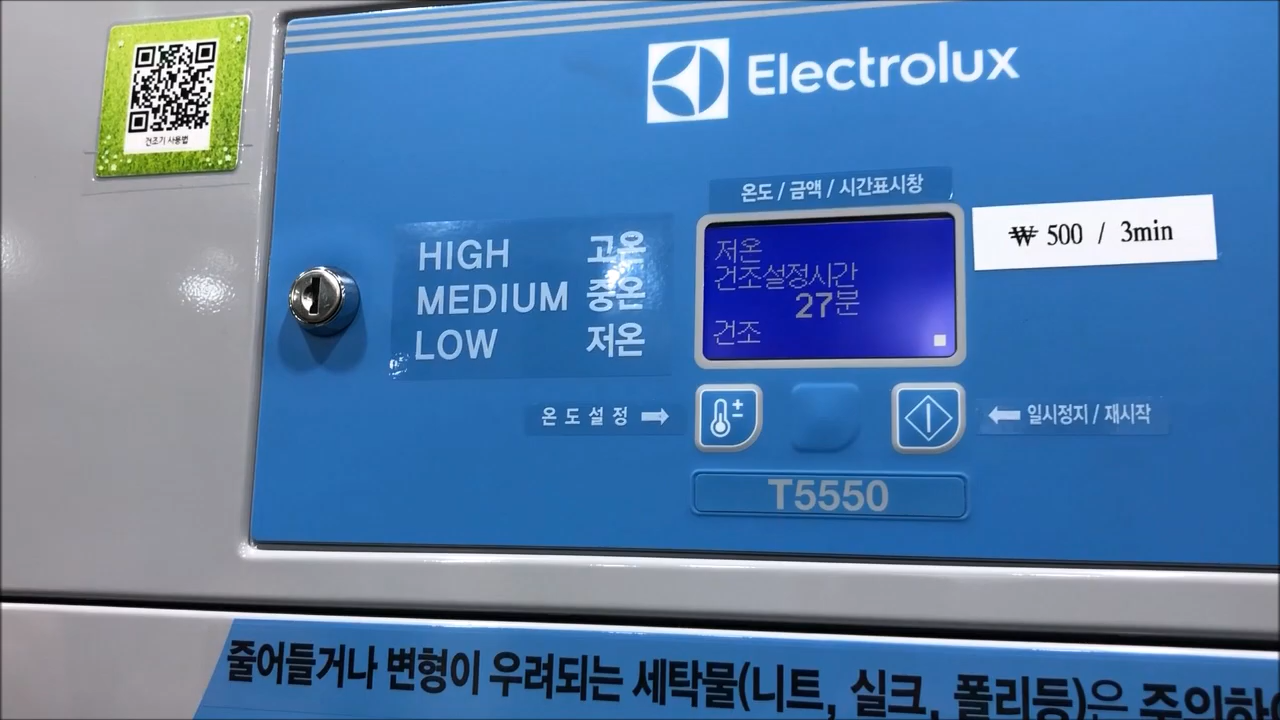 건조기 사용법
Electrolux
온도 / 금액 / 시간표시창
₩ 500 / 3min
HIGH 고온
MEDIUM 중온
LOW 저온
저온
건조설정시간
27분
건조
온도설정 ➡
⬅ 일시정지 / 재시작
T5550
줄어들거나 변형이 우려되는 세탁물(니트, 실크, 폴리등)은 주의하